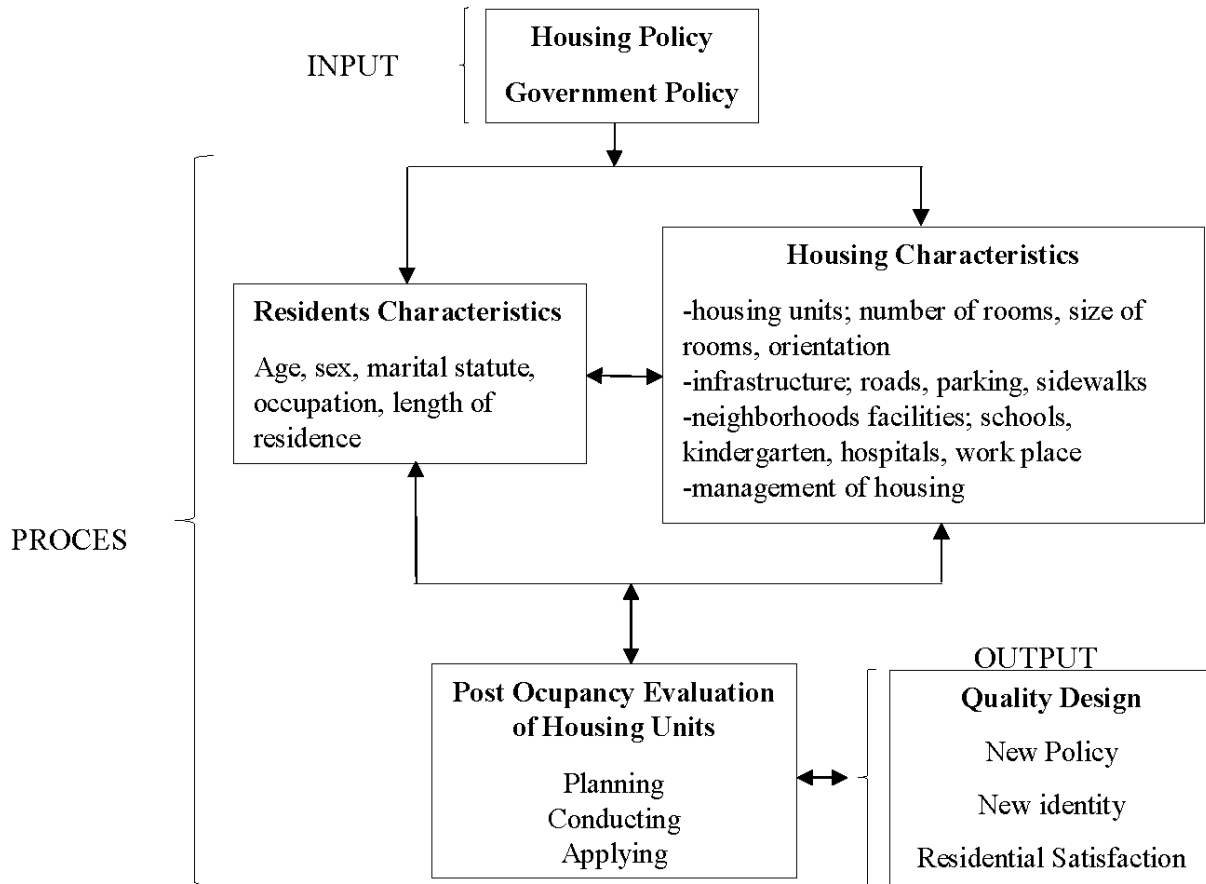 INPUT
Housing Policy
Government Policy
PROCES
Residents Characteristics
Age, sex, marital statute,
occupation, length of
residence
Housing Characteristics
-housing units; number of rooms, size of
rooms, orientation
-infrastructure; roads, parking, sidewalks
-neighborhoods facilities; schools,
kindergarten, hospitals, work place
-management of housing
Post Ocupancy Evaluation
of Housing Units
Planning
Conducting
Applying
OUTPUT
Quality Design
New Policy
New identity
Residential Satisfaction